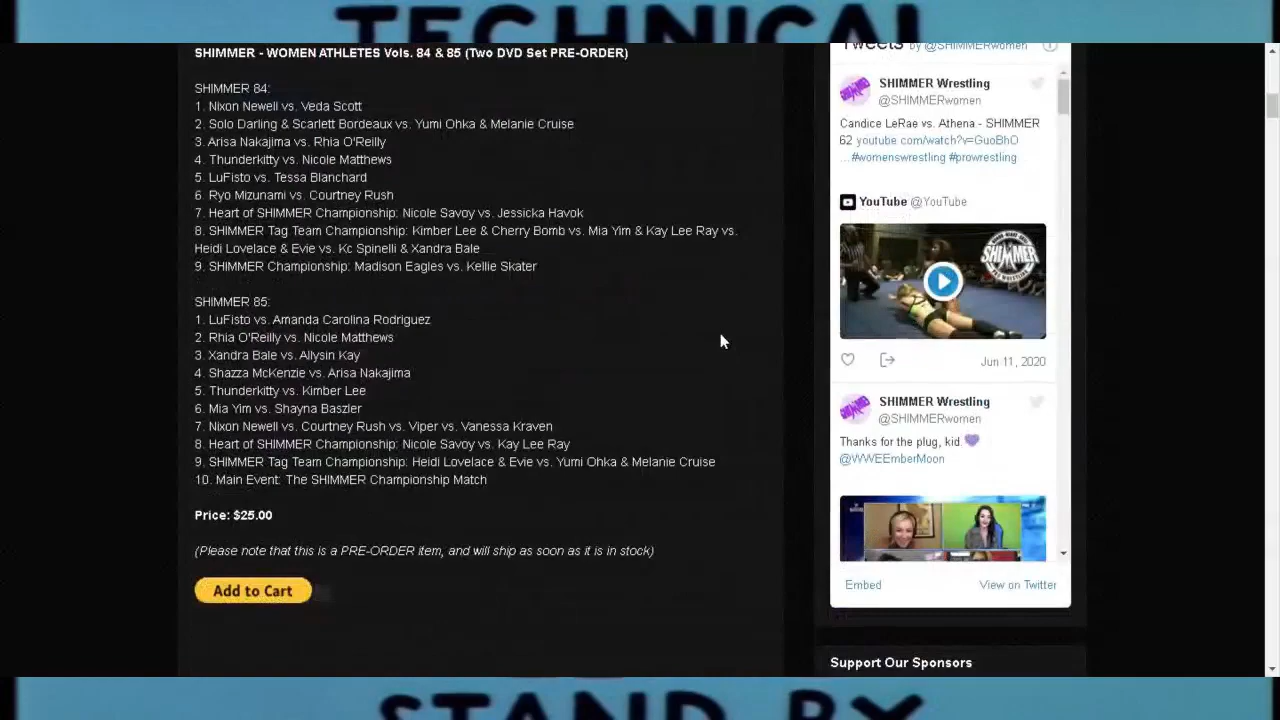 TECHNICAL
SHIMMER - WOMEN ATHLETES Vols. 84 & 85 (Two DVD Set PRE-ORDER)
SHIMMER 84:
1. Nixon Newell vs. Veda Scott
2. Solo Darling & Scarlett Bordeaux vs. Yumi Ohka & Melanie Cruise
3. Arisa Nakajima vs. Rhia O'Reilly
4. Thunderkitty vs. Nicole Matthews
5. LuFisto vs. Tessa Blanchard
6. Ryo Mizunami vs. Courtney Rush
7. Heart of SHIMMER Championship: Nicole Savoy vs. Jessicka Havok
8. SHIMMER Tag Team Championship: Kimber Lee & Cherry Bomb vs. Mia Yim & Kay Lee Ray vs.
Heidi Lovelace & Evie vs. Kc Spinelli & Xandra Bale
9. SHIMMER Championship: Madison Eagles vs. Kellie Skater
SHIMMER 85:
1. LuFisto vs. Amanda Carolina Rodriguez
2. Rhia O'Reilly vs. Nicole Matthews
3. Xandra Bale vs. Allysin Kay
4. Shazza McKenzie vs. Arisa Nakajima
5. Thunderkitty vs. Kimber Lee
6. Mia Yim vs. Shayna Baszler
7. Nixon Newell vs. Courtney Rush vs. Viper vs. Vanessa Kraven
8. Heart of SHIMMER Championship: Nicole Savoy vs. Kay Lee Ray
9. SHIMMER Tag Team Championship: Heidi Lovelace & Evie vs. Yumi Ohka & Melanie Cruise
10. Main Event: The SHIMMER Championship Match
Price: $25.00
(Please note that this is a PRE-ORDER item, and will ship as soon as it is in stock)
Add to Cart
Tweets by @SHIMMERwomen
SHIMMER Wrestling
@SHIMMERwomen
Candice LeRae vs. Athena - SHIMMER
62 youtube.com/watch?v=GuoBhO
…#womenswrestling #prowrestling
YouTube @YouTube
SHIMMER
Jun 11, 2020
SHIMMER Wrestling
@SHIMMERwomen
Thanks for the plug, kid.
@WWEEmberMoon
Embed
View on Twitter
Support Our Sponsors
STAND BY